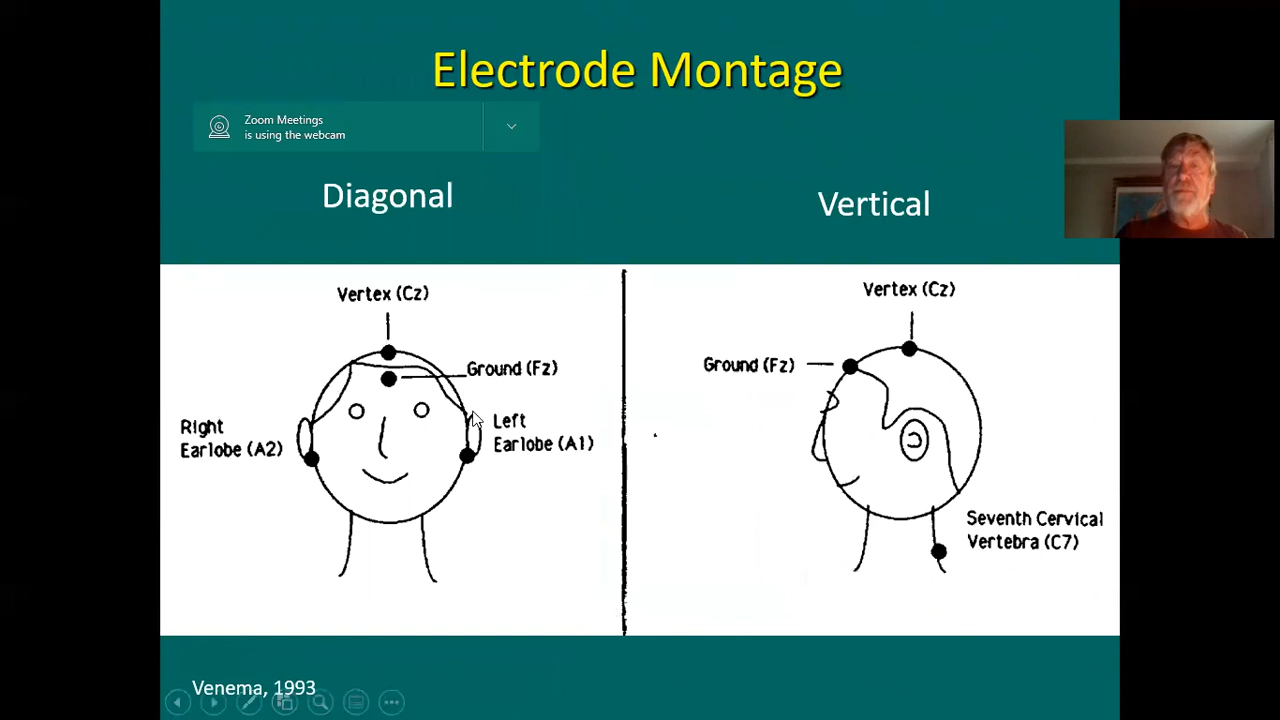 Electrode Montage
Zoom Meetings
is using the webcam
Diagonal
Vertical
Vertex (Cz)
Ground (Fz)
Right
Earlobe (A2)
Left
Earlobe (A1)
Vertex (Cz)
Ground (Fz)
Seventh Cervical
Vertebra (C7)
Venema, 1993